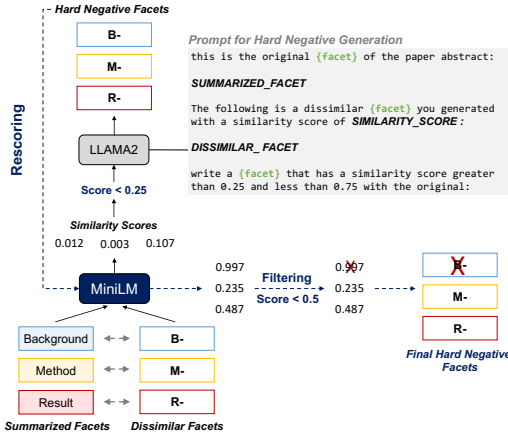 Hard Negative Facets
B-
M-
R-
Rescoring
LLAMA2
Score < 0.25
Similarity Scores
0.012 0.003 0.107
MiniLM
Background
Method
Result
B-
M-
R-
Summarized Facets
Dissimilar Facets
Prompt for Hard Negative Generation
this is the original {facet} of the paper abstract:
SUMMARIZED_FACET
The following is a dissimilar {facet} you generated
with a similarity score of SIMILARITY_SCORE :
DISSIMILAR_ FACET
write a {facet} that has a similarity score greater
than 0.25 and less than 0.75 with the original:
0.997
0.235
0.487
Filtering
Score < 0.5
0.997
0.235
0.487
B-
M-
R-
Final Hard Negative
Facets